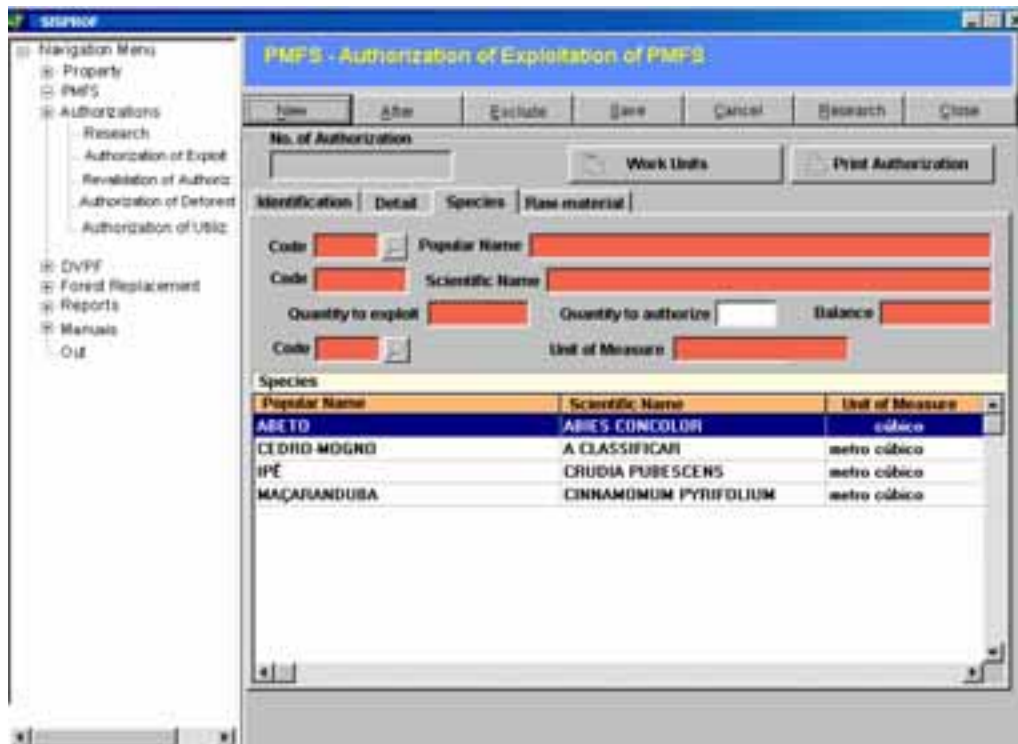 SISPROF
Navigation Menu
Property
PMFS
Authorizations
Research
Authorization of Exploit
Revalidation of Authoriz
Authorization of Deforest
Authorization of Utiliz
DVPF
Forest Replacement
Reports
Manuals
Out
PMFS - Authorization of Exploitation of PMFS
New After Exclude Save Cancel Research Close
No. of Authorization
Work Units Print Authorization
Identification Detail Species Raw material
Code Popular Name
Code Scientific Name
Quantity to exploit Quantity to authorize Balance
Code Unit of Measure
Species
Popular Name Scientific Name Unit of Measure
ABETO ABIES CONCOLOR cúbico
CEDRO-MOGNO A CLASSIFICAR metro cúbico
IPÊ CRUDIA PUBESCENS metro cúbico
MAÇARANDUBA CINNAMOMUM PYRIFOLIUM metro cúbico